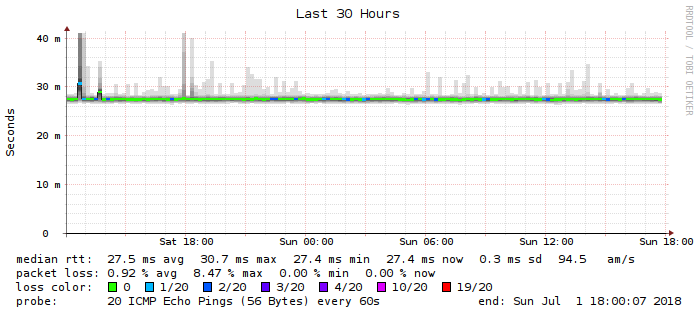 Last 30 Hours
RRDTOOL / TOBI OETIKER
Seconds
40 m
30 m
20 m
10 m
0
Sat 18:00 Sun 00:00 Sun 06:00 Sun 12:00 Sun 18:00
median rtt: 27.5 ms avg 30.7 ms max 27.4 ms min 27.4 ms now 0.3 ms sd 94.5 am/s
packet loss: 0.92 % avg 8.47 % max 0.00 % min 0.00 % now
loss color: 0 1/20 2/20 3/20 4/20 10/20 19/20
probe: 20 ICMP Echo Pings (56 Bytes) every 60s end: Sun Jul 1 18:00:07 2018